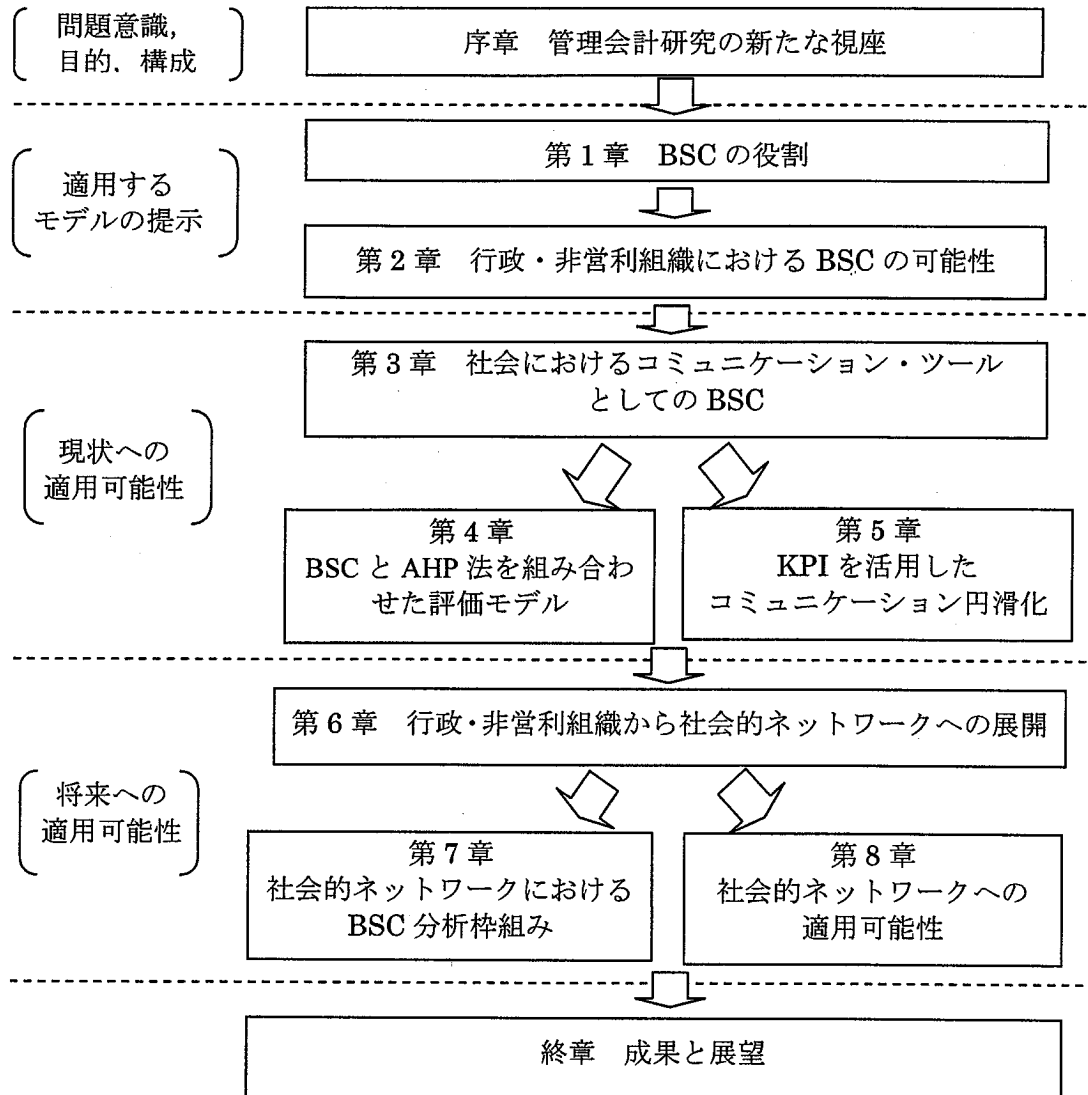 問題意識，
目的．構成
序章　管理会計研究の新たな視座
第1章　BSCの役割
適用する
モデルの提示
第2章　行政・非営利組織におけるBSCの可能性
第3章　社会におけるコミュニケーション・ツール
としてのBSC
現状への
適用可能性
第4章
BSCとAHP法を組み合わ
せた評価モデル
第5章
KPIを活用した
コミュニケーション円滑化
第6章　行政・非営利組織から社会的ネットワークへの展開
将来への
適用可能性
第7章
社会的ネットワークにおける
BSC分析枠組み
第8章
社会的ネットワークへの
適用可能性
終章　成果と展望